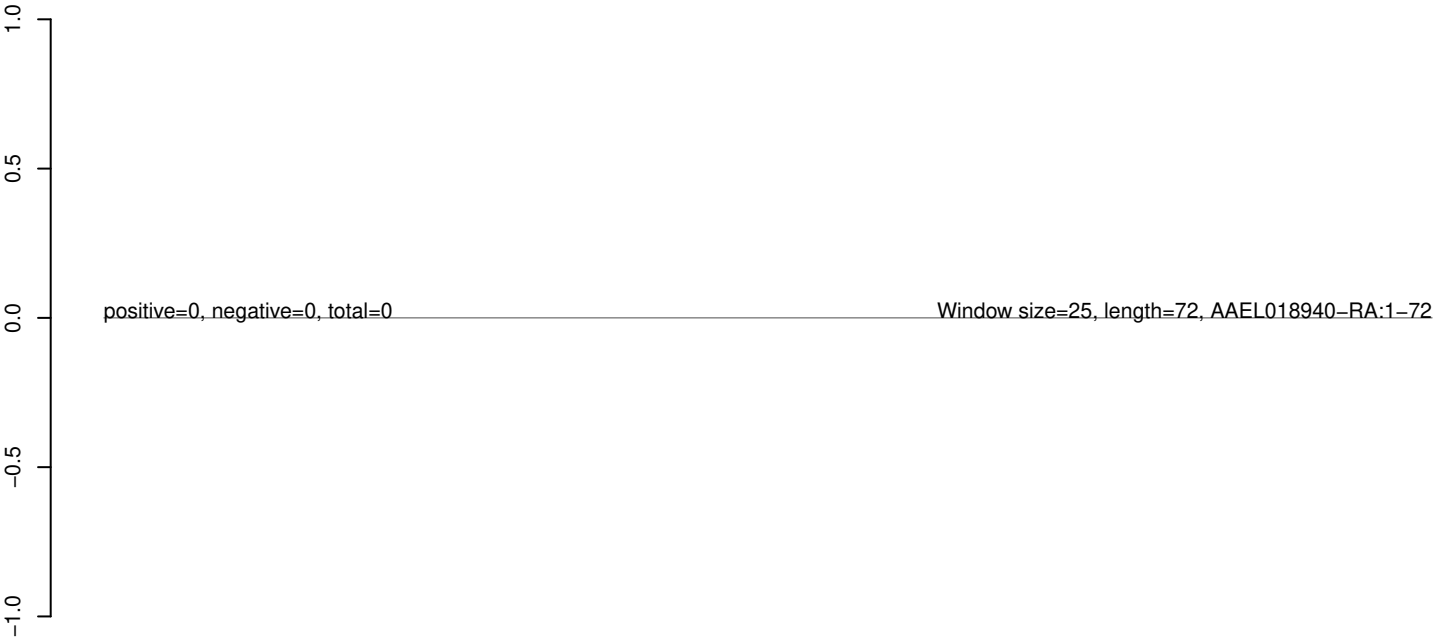 1.0
0.5
0.0
−0.5
−1.0
positive=0, negative=0, total=0
Window size=25, length=72, AAEL018940−RA:1−72